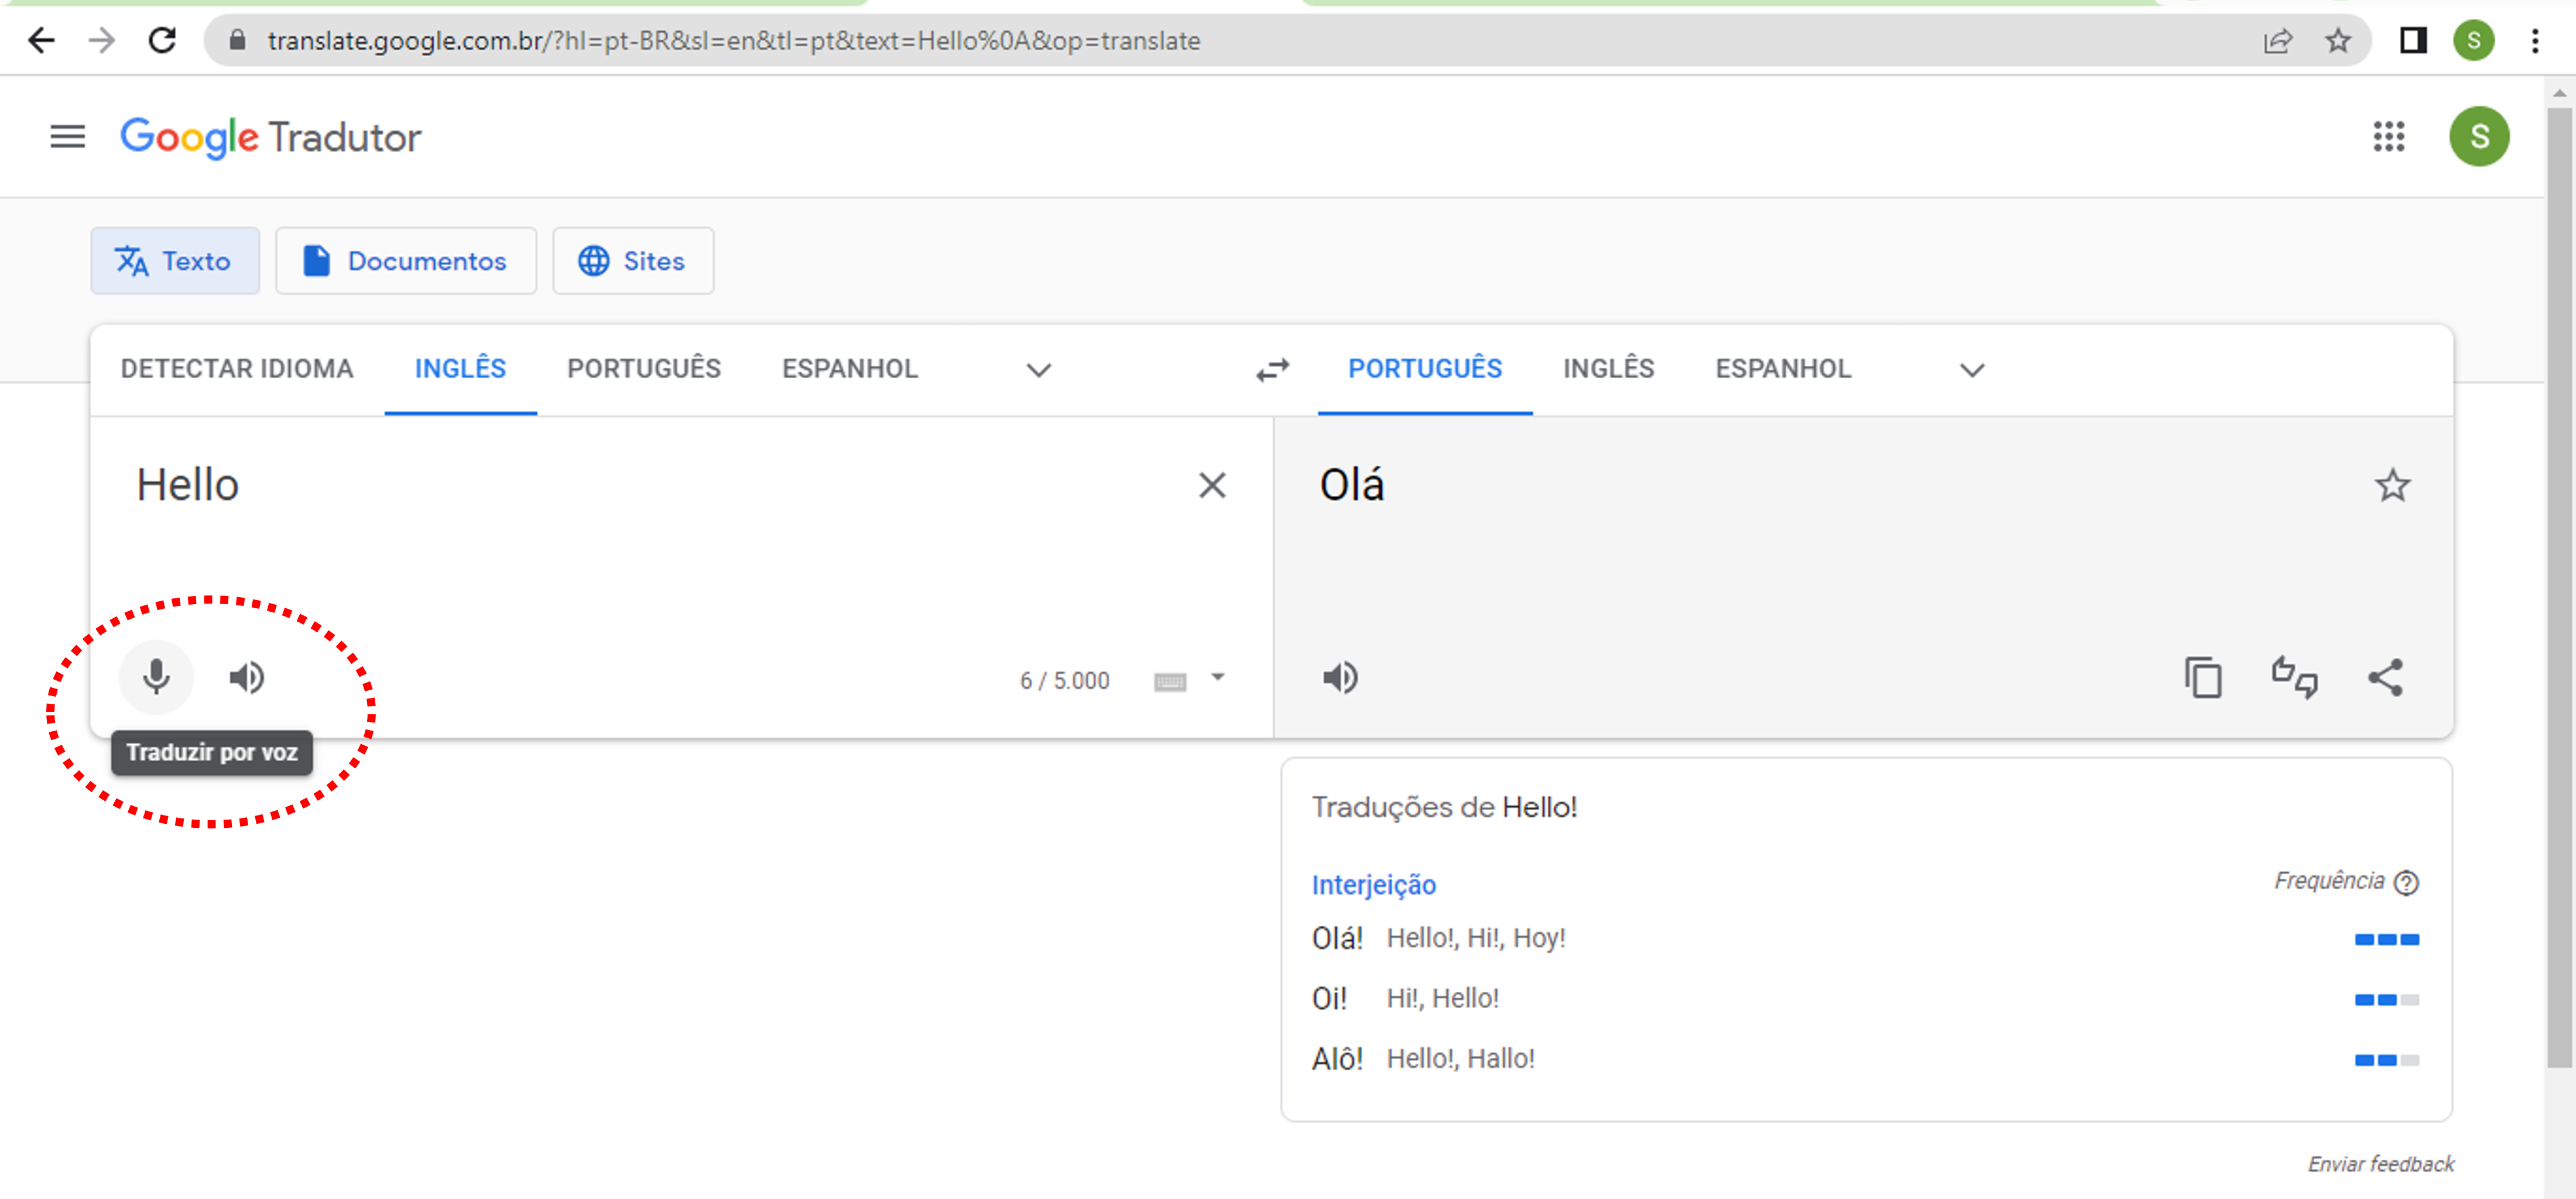 translate.google.com.br/?hl=pt-BR&sl=en&tl=pt&text=Hello%0A&op=translate
S
Google Tradutor
S
Texto
Documentos
Sites
DETECTAR IDIOMA
INGLÊS
PORTUGUÊS
ESPANHOL
PORTUGUÊS
INGLÊS
ESPANHOL
Hello
Olá
6 / 5.000
Traduzir por voz
Traduções de Hello!
Interjeição
Frequência
Olá! Hello!, Hi!, Hoy!
Oi! Hi!, Hello!
Alô! Hello!, Hallo!
Enviar feedback